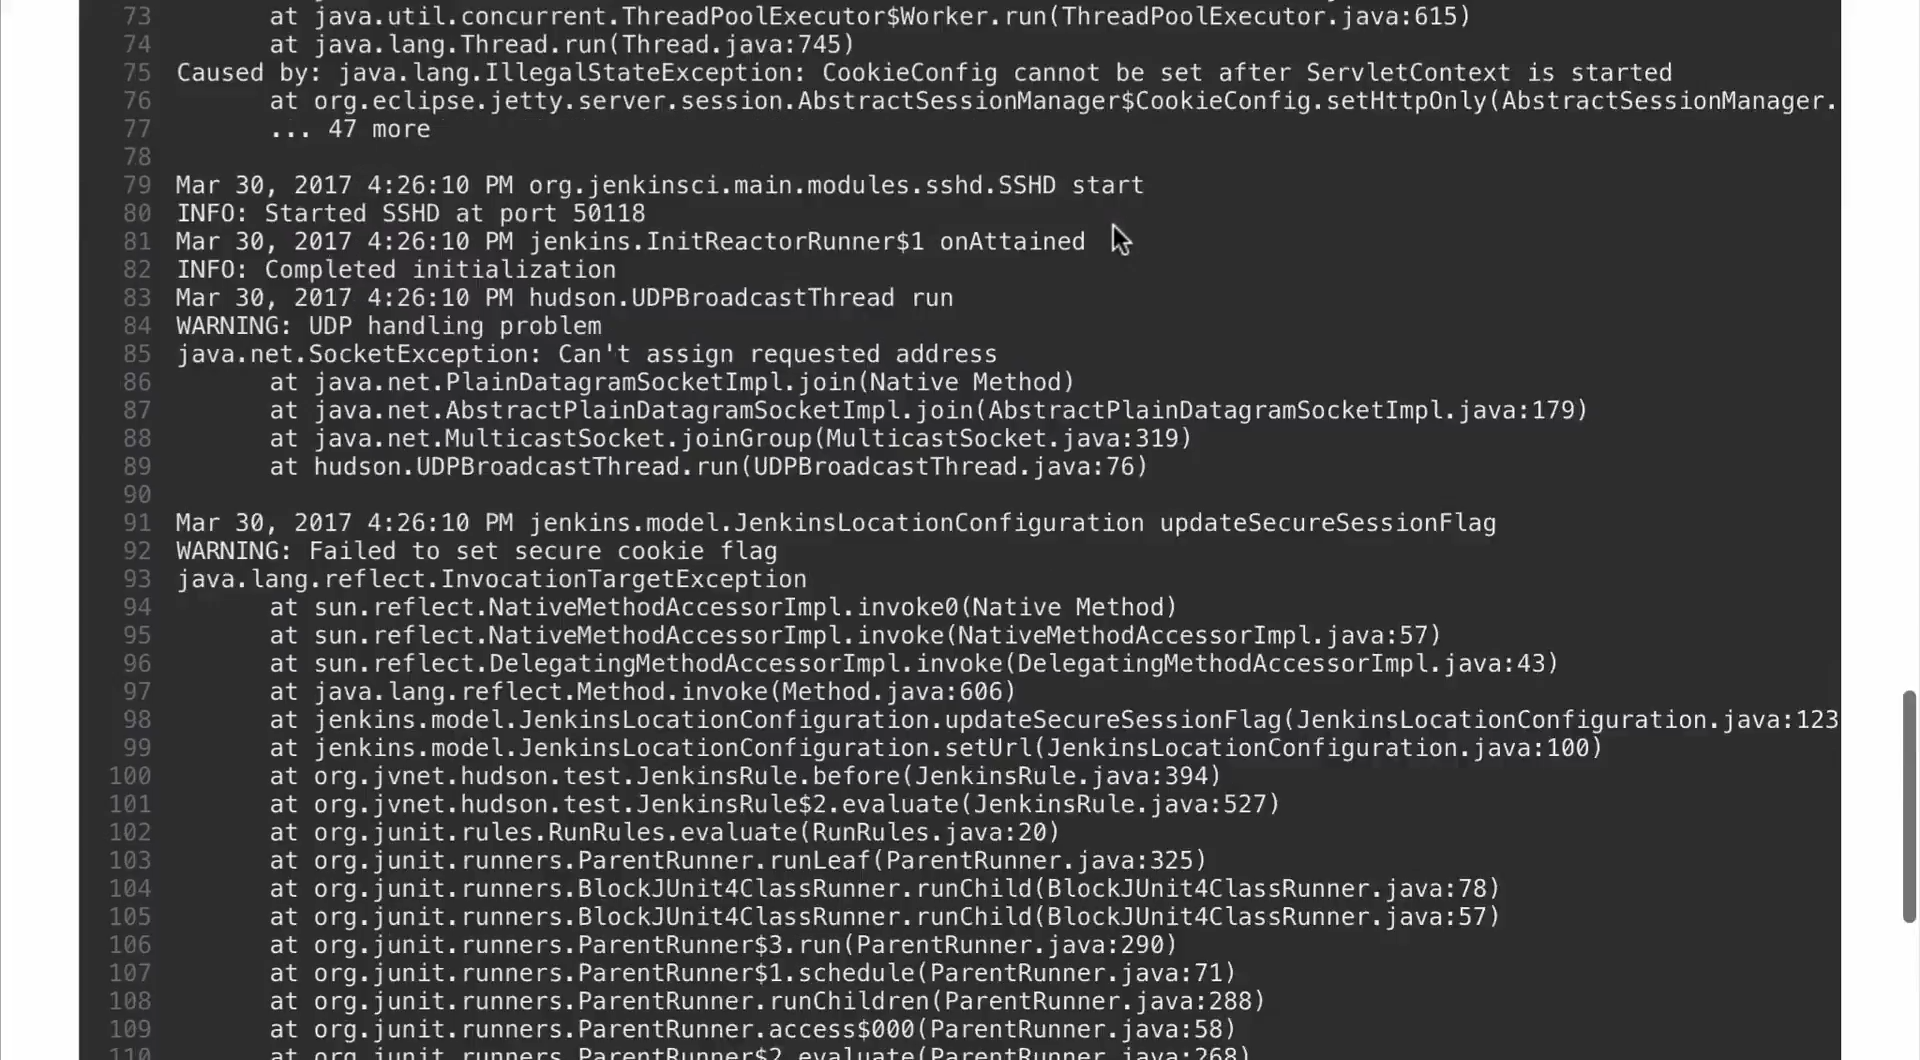 73 at java.util.concurrent.ThreadPoolExecutor$Worker.run(ThreadPoolExecutor.java:615)
74 at java.lang.Thread.run(Thread.java:745)
75 Caused by: java.lang.IllegalStateException: CookieConfig cannot be set after ServletContext is started
76 at org.eclipse.jetty.server.session.AbstractSessionManager$CookieConfig.setHttpOnly(AbstractSessionManager.
77 ... 47 more
78
79 Mar 30, 2017 4:26:10 PM org.jenkinsci.main.modules.sshd.SSHD start
80 INFO: Started SSHD at port 50118
81 Mar 30, 2017 4:26:10 PM jenkins.InitReactorRunner$1 onAttained
82 INFO: Completed initialization
83 Mar 30, 2017 4:26:10 PM hudson.UDPBroadcastThread run
84 WARNING: UDP handling problem
85 java.net.SocketException: Can't assign requested address
86 at java.net.PlainDatagramSocketImpl.join(Native Method)
87 at java.net.AbstractPlainDatagramSocketImpl.join(AbstractPlainDatagramSocketImpl.java:179)
88 at java.net.MulticastSocket.joinGroup(MulticastSocket.java:319)
89 at hudson.UDPBroadcastThread.run(UDPBroadcastThread.java:76)
90
91 Mar 30, 2017 4:26:10 PM jenkins.model.JenkinsLocationConfiguration updateSecureSessionFlag
92 WARNING: Failed to set secure cookie flag
93 java.lang.reflect.InvocationTargetException
94 at sun.reflect.NativeMethodAccessorImpl.invoke0(Native Method)
95 at sun.reflect.NativeMethodAccessorImpl.invoke(NativeMethodAccessorImpl.java:57)
96 at sun.reflect.DelegatingMethodAccessorImpl.invoke(DelegatingMethodAccessorImpl.java:43)
97 at java.lang.reflect.Method.invoke(Method.java:606)
98 at jenkins.model.JenkinsLocationConfiguration.updateSecureSessionFlag(JenkinsLocationConfiguration.java:123
99 at jenkins.model.JenkinsLocationConfiguration.setUrl(JenkinsLocationConfiguration.java:100)
100 at org.jvnet.hudson.test.JenkinsRule.before(JenkinsRule.java:394)
101 at org.jvnet.hudson.test.JenkinsRule$2.evaluate(JenkinsRule.java:527)
102 at org.junit.rules.RunRules.evaluate(RunRules.java:20)
103 at org.junit.runners.ParentRunner.runLeaf(ParentRunner.java:325)
104 at org.junit.runners.BlockJUnit4ClassRunner.runChild(BlockJUnit4ClassRunner.java:78)
105 at org.junit.runners.BlockJUnit4ClassRunner.runChild(BlockJUnit4ClassRunner.java:57)
106 at org.junit.runners.ParentRunner$3.run(ParentRunner.java:290)
107 at org.junit.runners.ParentRunner$1.schedule(ParentRunner.java:71)
108 at org.junit.runners.ParentRunner.runChildren(ParentRunner.java:288)
109 at org.junit.runners.ParentRunner.access$000(ParentRunner.java:58)
110 at org.junit.runners.ParentRunner$2.evaluate(ParentRunner.java:268)